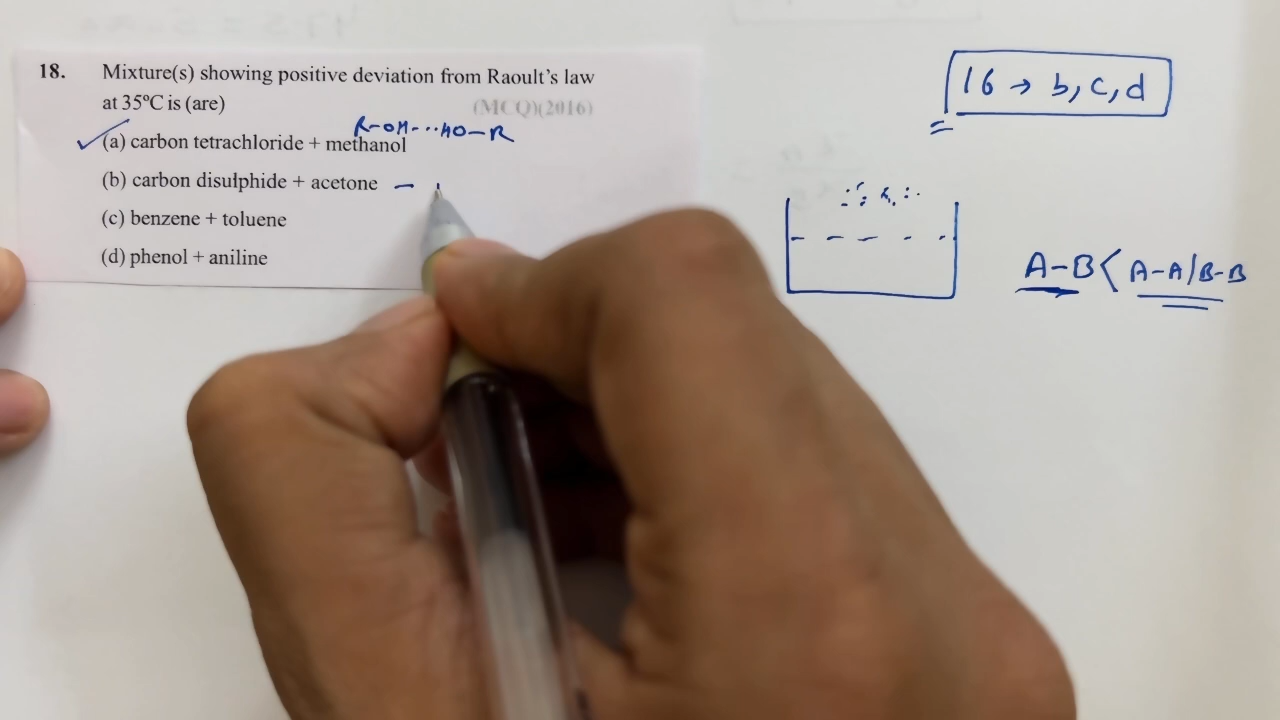 18. Mixture(s) showing positive deviation from Raoult's law
at 35ºC is (are) (MCQ)(2016)
R-OH---HO-R
(a) carbon tetrachloride + methanol
(b) carbon disulphide + acetone -
(c) benzene + toluene
(d) phenol + aniline
16 → b, c, d
A-B < A-A/B-B